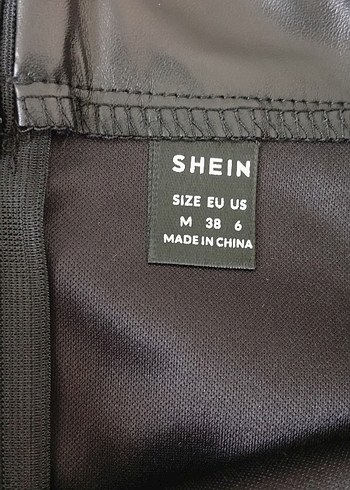 SHEIN
SIZE EU US
M 38 6
MADE IN CHINA